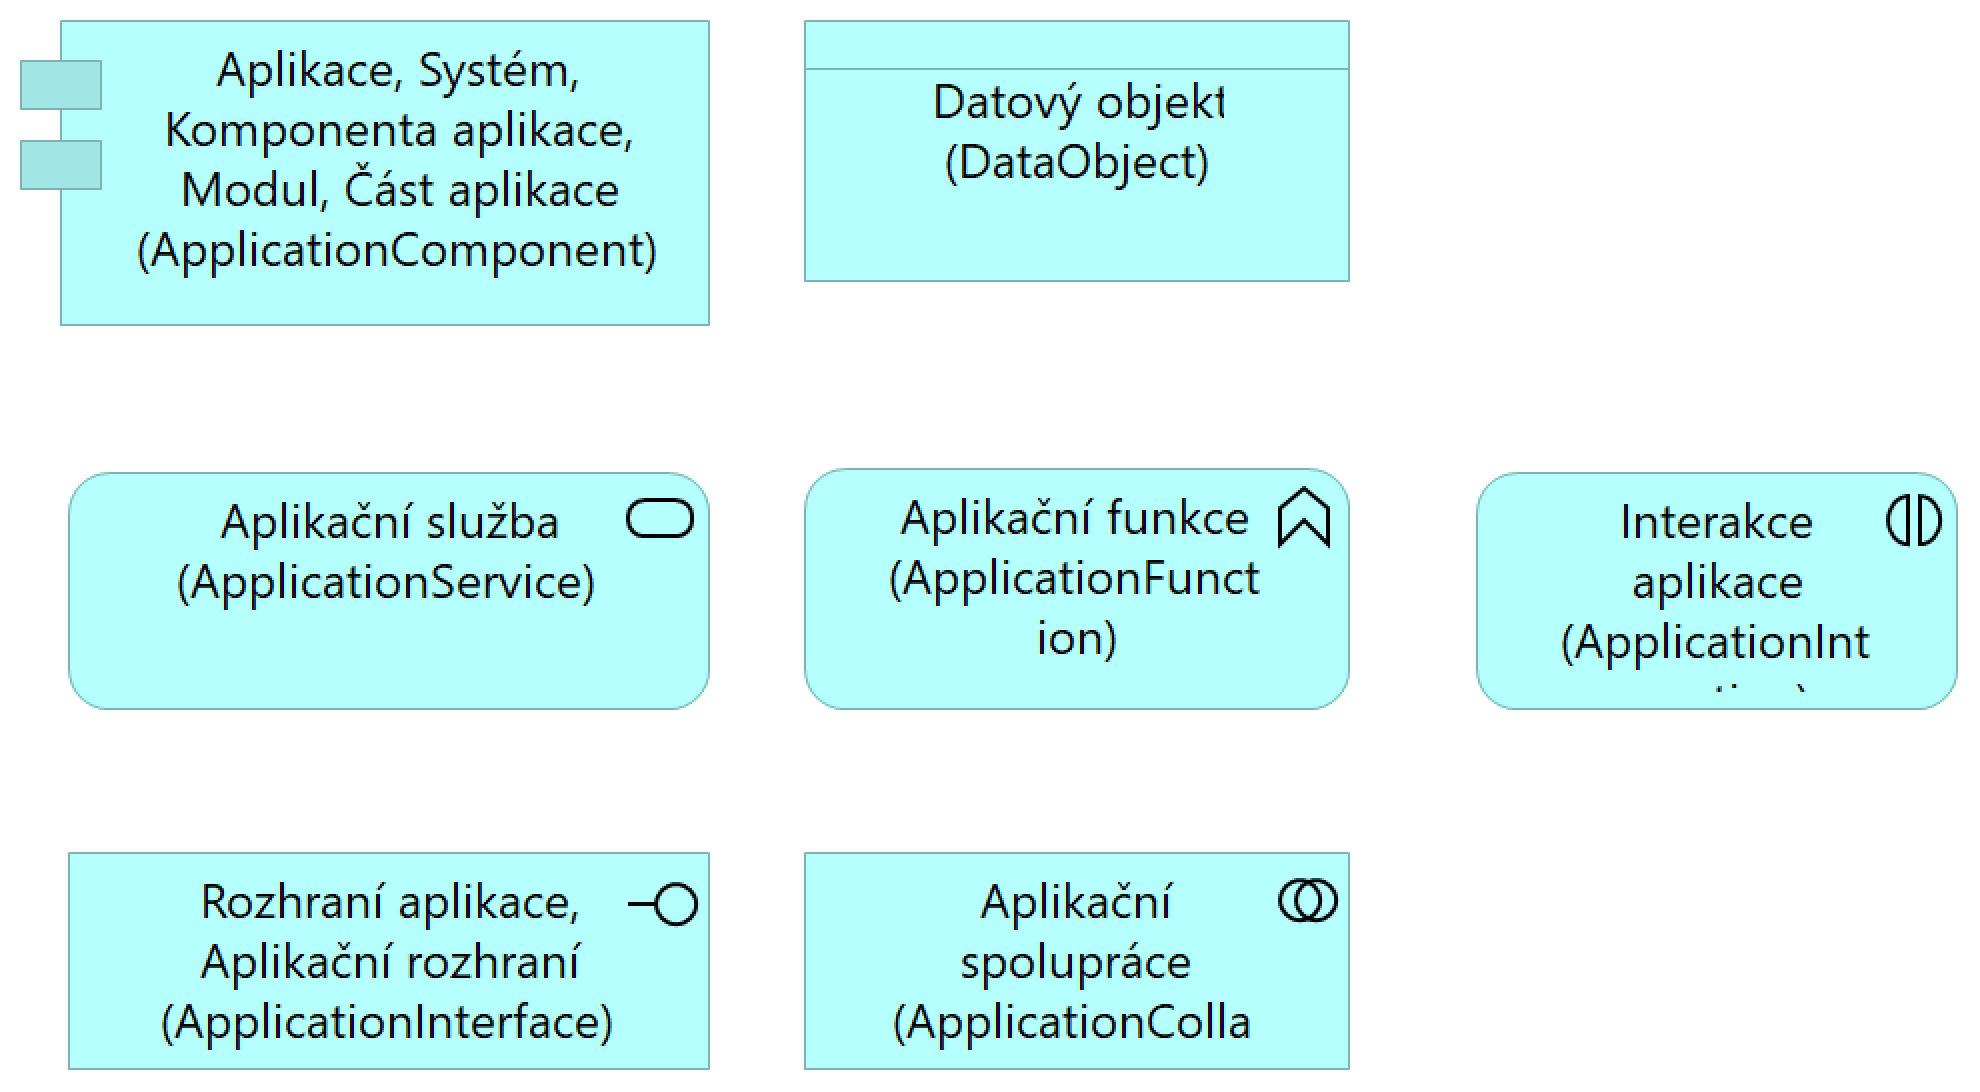 Aplikace, Systém,
Komponenta aplikace,
Modul, Část aplikace
(ApplicationComponent)
Datový objekt
(DataObject)
Aplikační služba
(ApplicationService)
Aplikační funkce
(ApplicationFunct
ion)
Interakce
aplikace
(ApplicationInt
Rozhraní aplikace,
Aplikační rozhraní
(ApplicationInterface)
Aplikační
spolupráce
(ApplicationColla